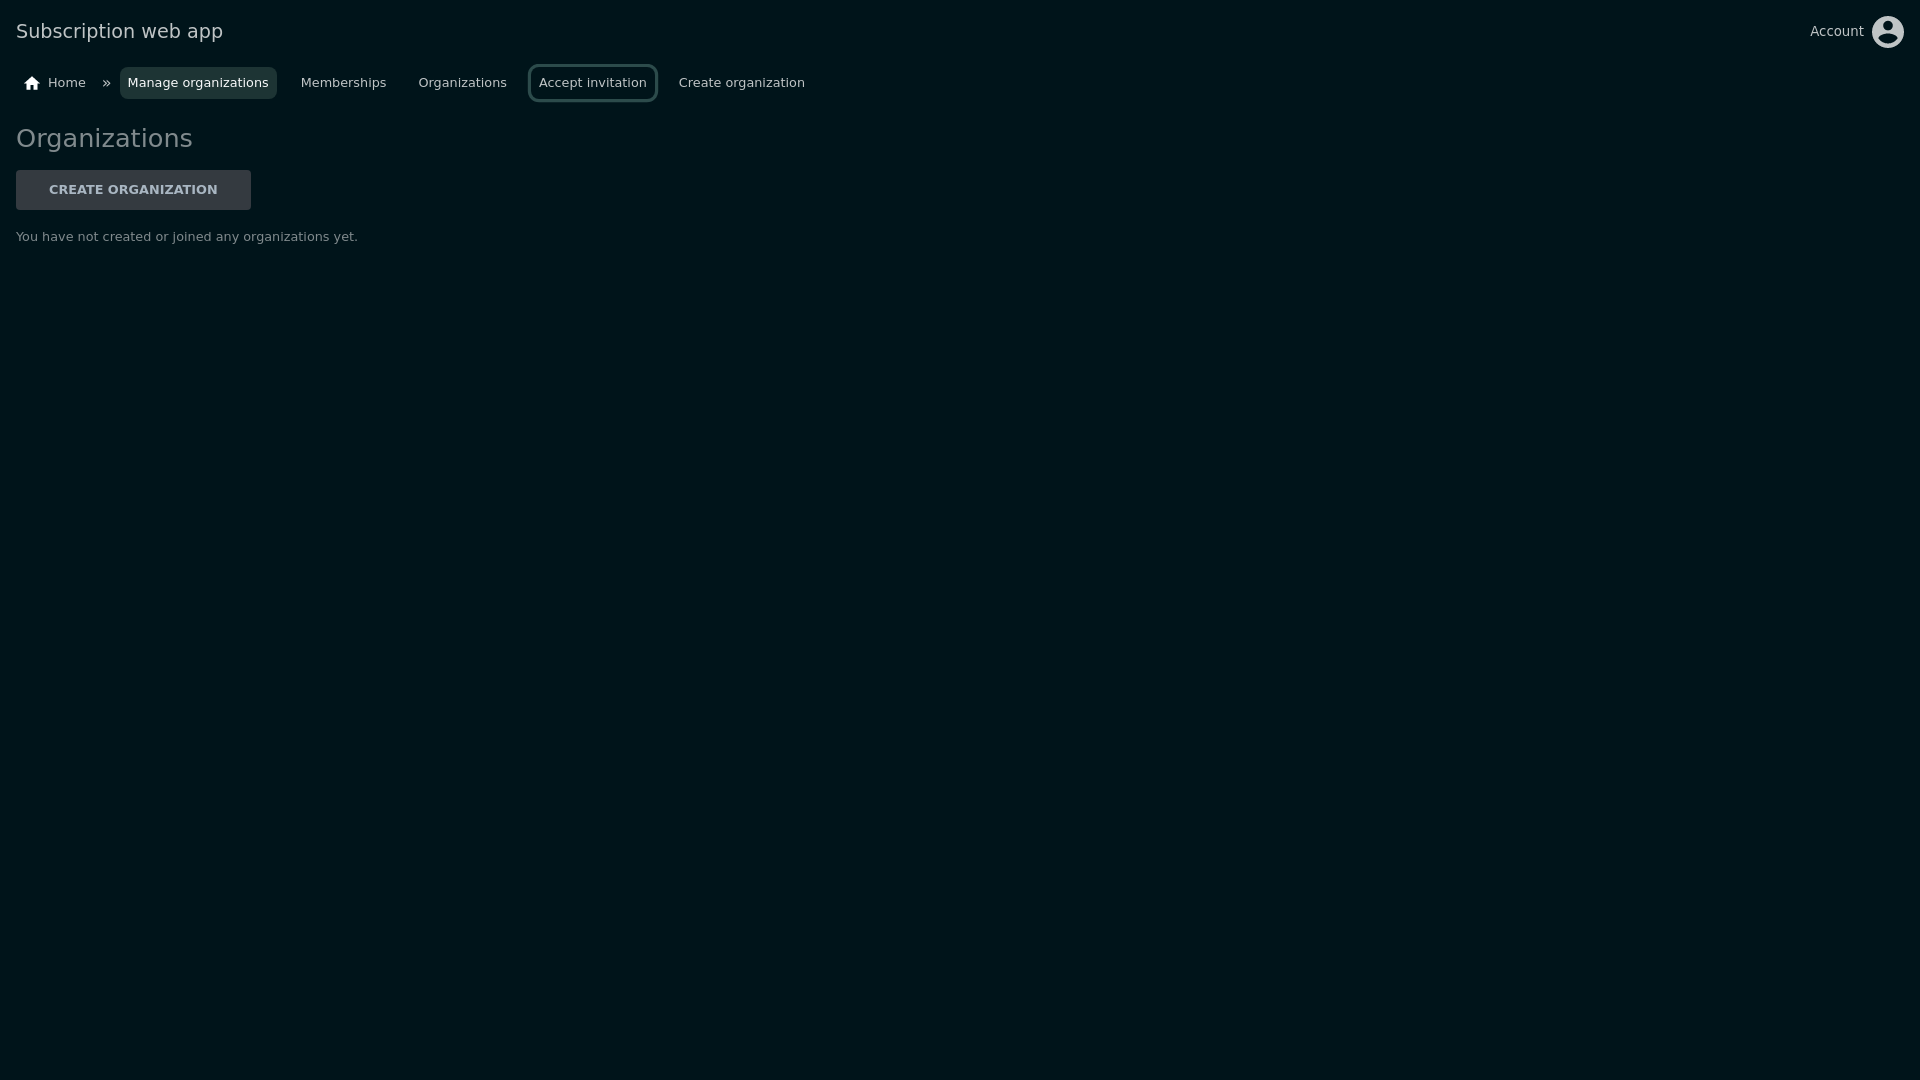 Subscription web app
Account
Home » Manage organizations Memberships Organizations Accept invitation Create organization
Organizations
CREATE ORGANIZATION
You have not created or joined any organizations yet.